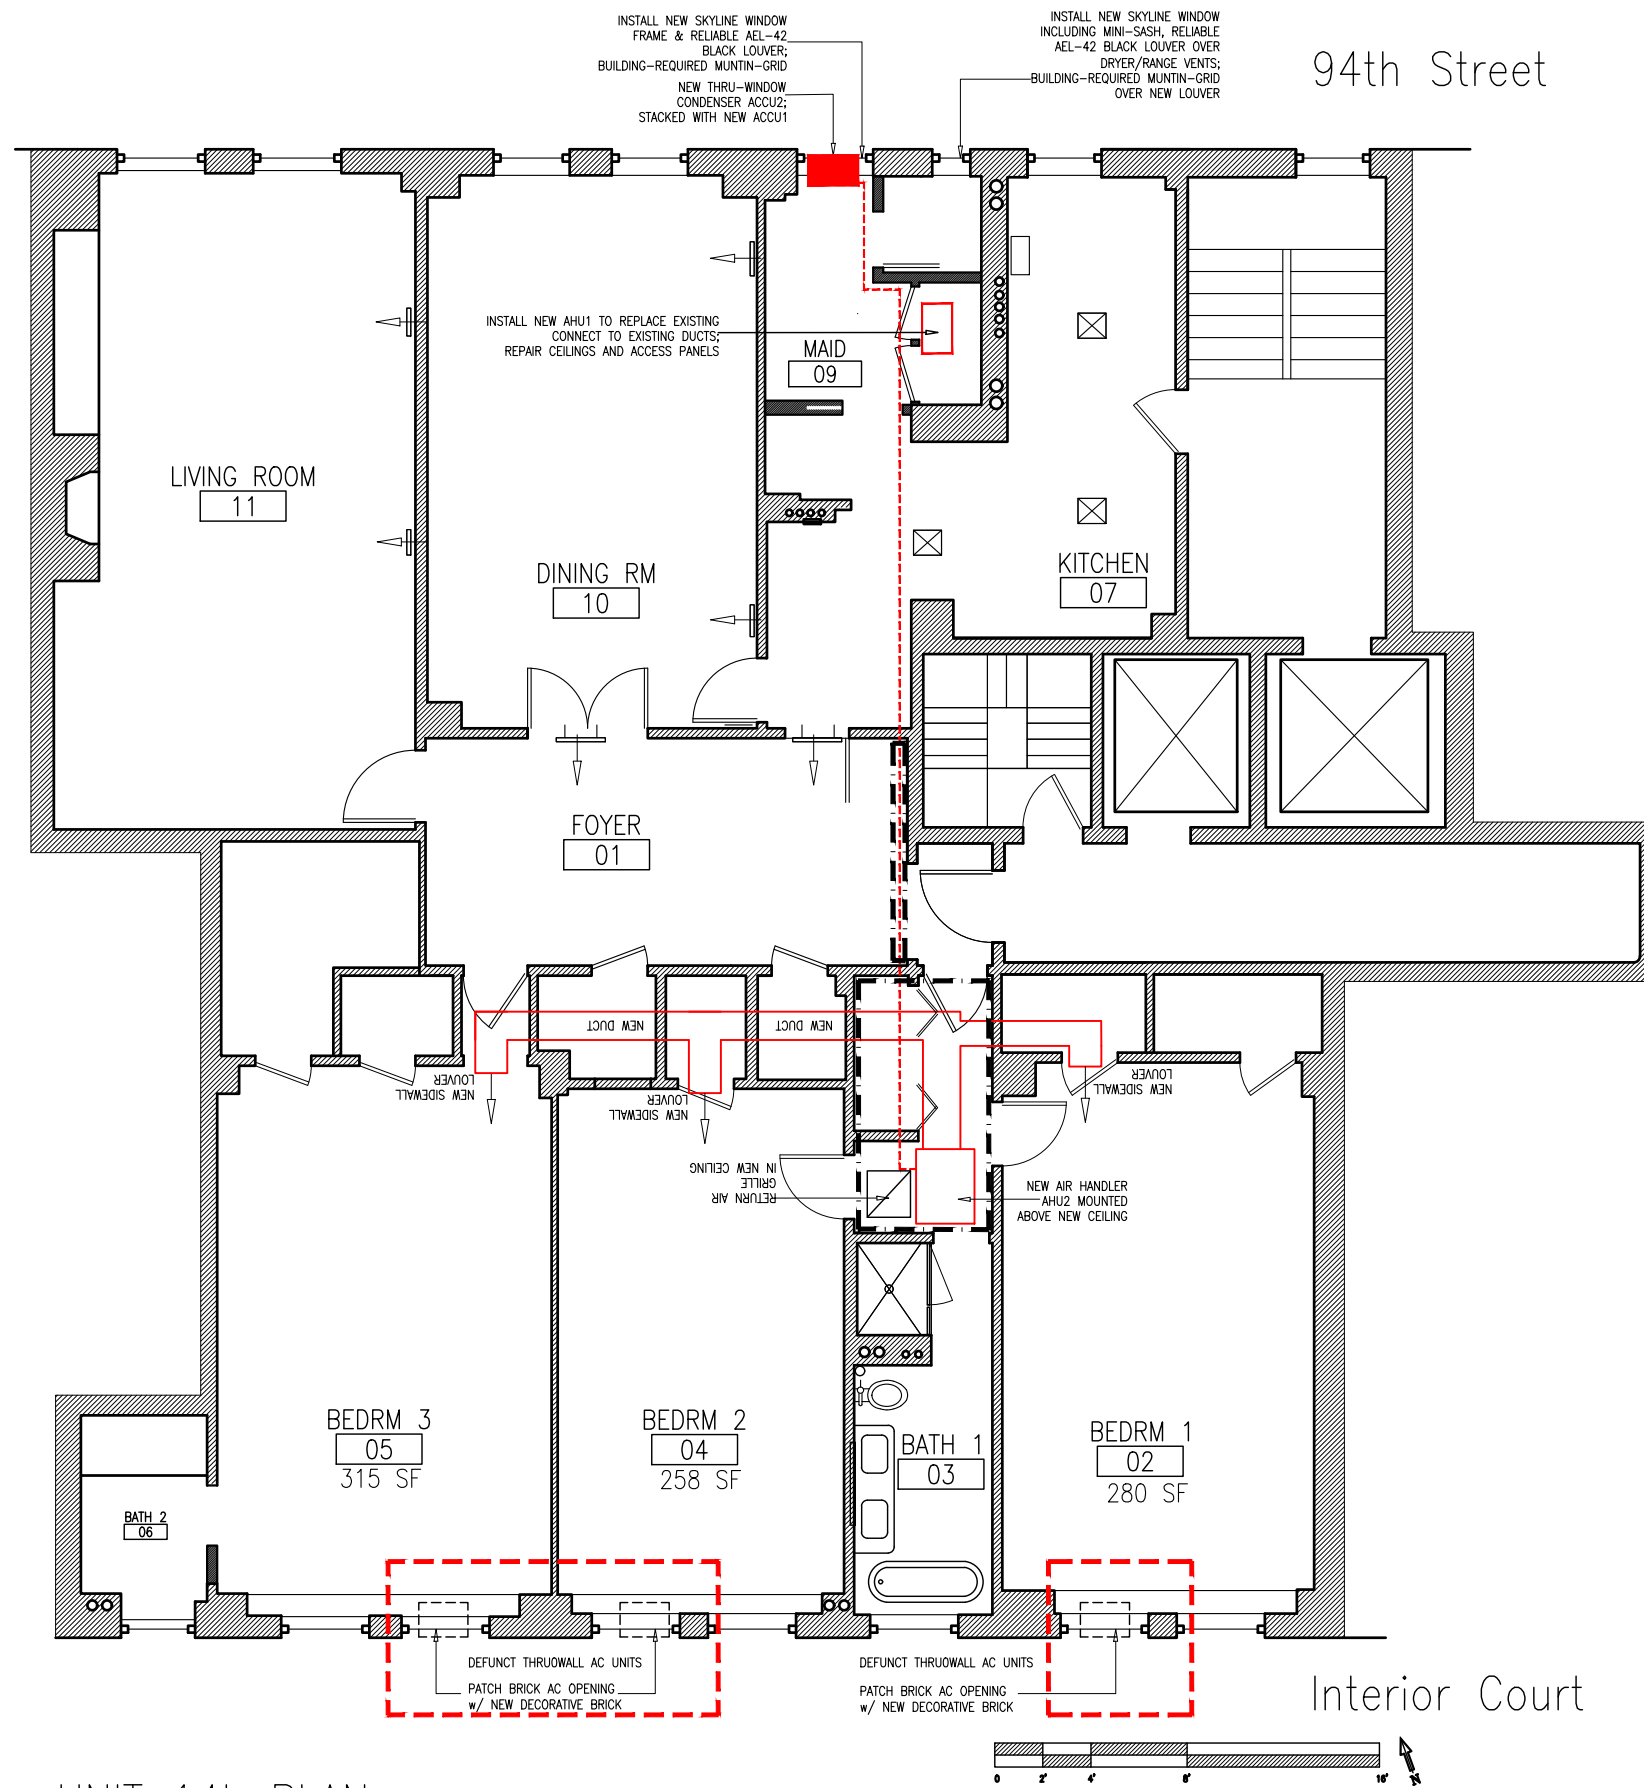 INSTALL NEW SKYLINE WINDOW
FRAME & RELIABLE AEL-42
BLACK LOUVER;
BUILDING-REQUIRED MUNTIN-GRID
NEW THRU-WINDOW
CONDENSER ACCU2;
STACKED WITH NEW ACCU1
INSTALL NEW SKYLINE WINDOW
INCLUDING MINI-SASH, RELIABLE
AEL-42 BLACK LOUVER OVER
DRYER/RANGE VENTS;
BUILDING-REQUIRED MUNTIN-GRID
OVER NEW LOUVER
94th Street
INSTALL NEW AHU1 TO REPLACE EXISTING
CONNECT TO EXISTING DUCTS;
REPAIR CEILINGS AND ACCESS PANELS
MAID
09
LIVING ROOM
11
DINING RM
10
KITCHEN
07
FOYER
01
NEW DUCT
NEW DUCT
NEW SIDEWALL
LOUVER
NEW SIDEWALL
LOUVER
NEW SIDEWALL
LOUVER
RETURN AIR
GRILLE
IN NEW CEILING
NEW AIR HANDLER
AHU2 MOUNTED
ABOVE NEW CEILING
BEDRM 3
05
315 SF
BEDRM 2
04
258 SF
BATH 1
03
BEDRM 1
02
280 SF
BATH 2
06
DEFUNCT THRUOWALL AC UNITS
PATCH BRICK AC OPENING
w/ NEW DECORATIVE BRICK
DEFUNCT THRUOWALL AC UNITS
PATCH BRICK AC OPENING
w/ NEW DECORATIVE BRICK
Interior Court
0 2' 4' 8' 16'
N
PLAN